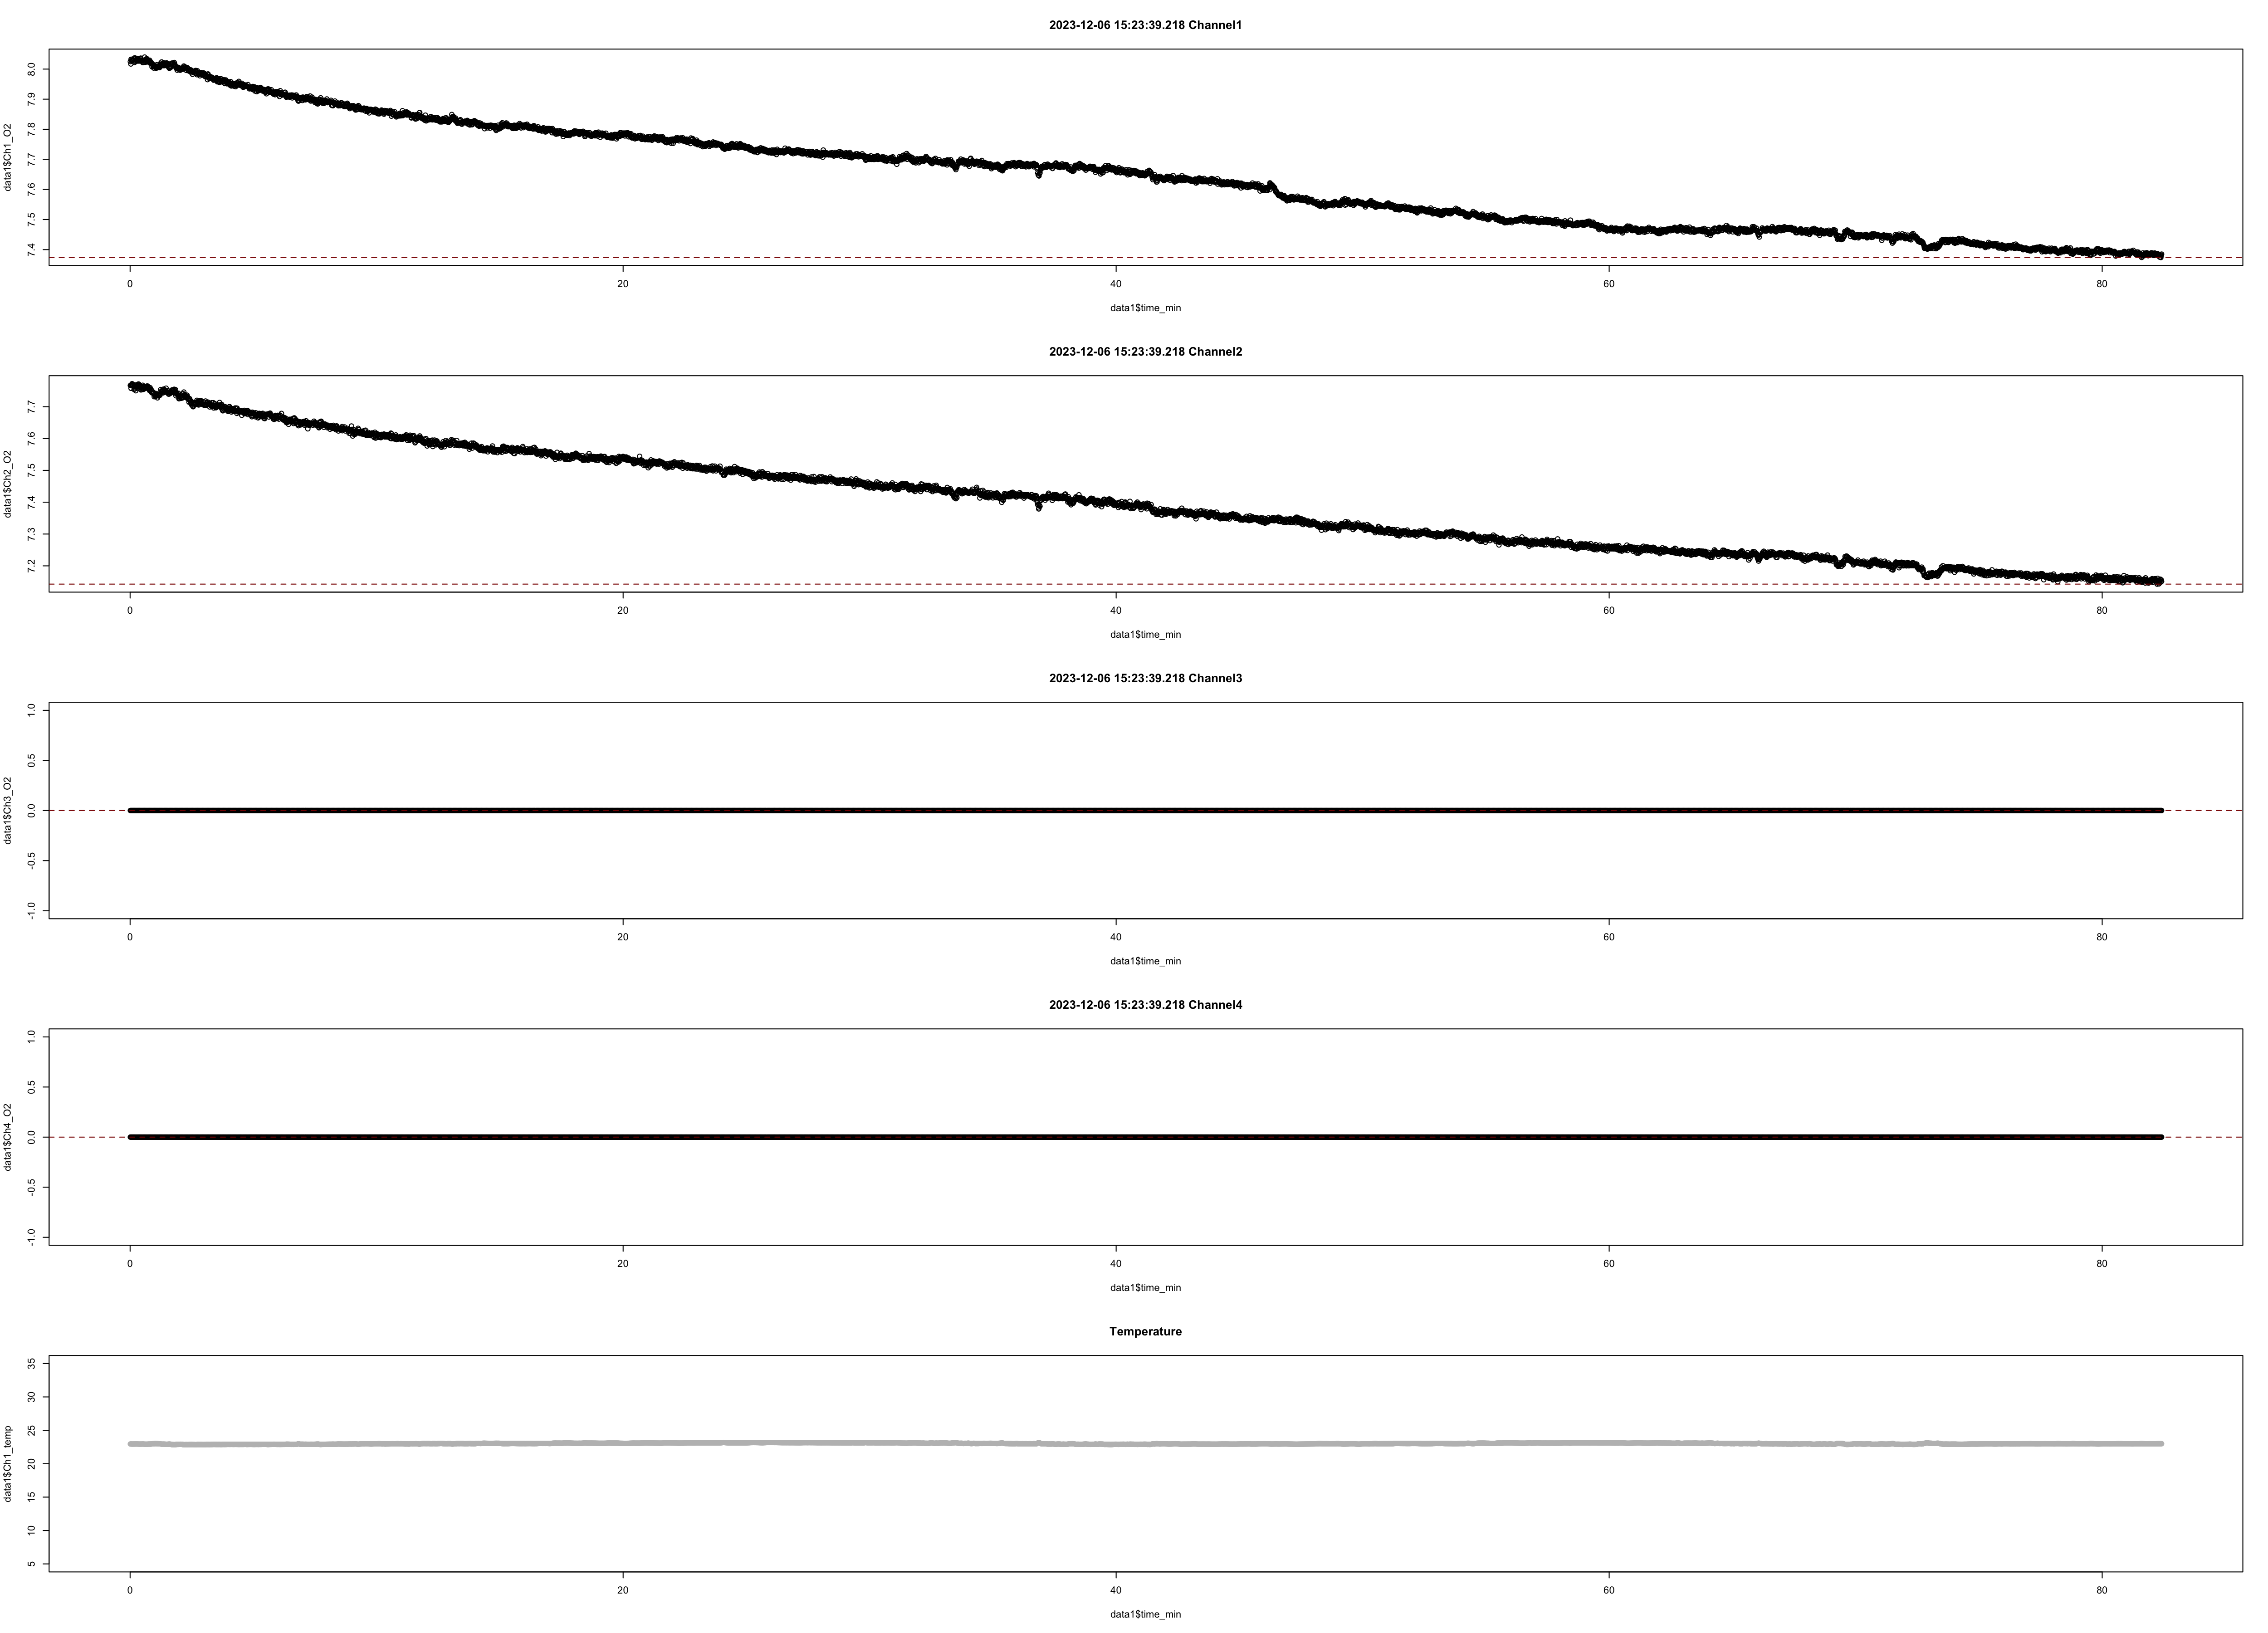 2023-12-06 15:23:39.218 Channel1
data1$Ch1_O2
8.0
7.9
7.8
7.7
7.6
7.5
7.4
0 20 40 60 80
data1$time_min
2023-12-06 15:23:39.218 Channel2
data1$Ch2_O2
7.7
7.6
7.5
7.4
7.3
7.2
0 20 40 60 80
data1$time_min
2023-12-06 15:23:39.218 Channel3
data1$Ch3_O2
1.0
0.5
0.0
-0.5
-1.0
0 20 40 60 80
data1$time_min
2023-12-06 15:23:39.218 Channel4
data1$Ch4_O2
1.0
0.5
0.0
-0.5
-1.0
0 20 40 60 80
data1$time_min
Temperature
data1$Ch1_temp
35
30
25
20
15
10
5
0 20 40 60 80
data1$time_min